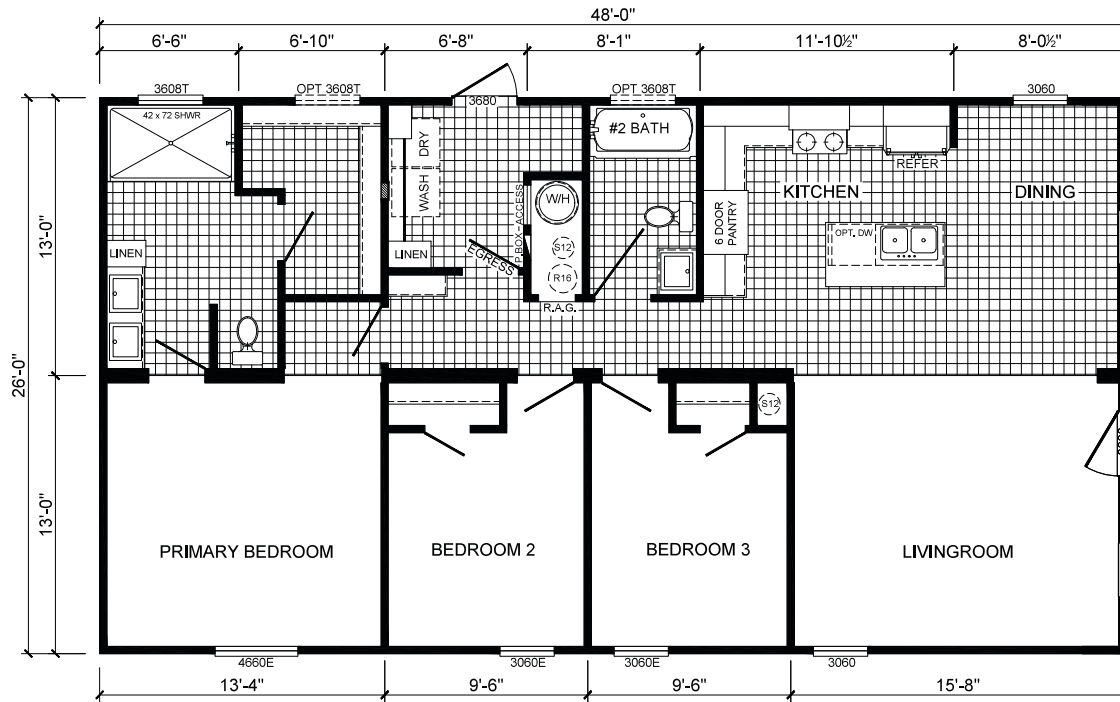 48'-0"
6'-6"
6'-10"
6'-8"
8'-1"
11'-10½"
8'-0½"
3608T
OPT 3608T
3680
OPT 3608T
3060
42 x 72 SHWR
DRY
WASH
#2 BATH
REFER
KITCHEN
DINING
W/H
P.BOX-ACCESS
6 DOOR
PANTRY
OPT. DW
LINEN
LINEN
EGRESS
S12
R16
R.A.G.
13'-0"
26'-0"
13'-0"
S12
PRIMARY BEDROOM
BEDROOM 2
BEDROOM 3
LIVINGROOM
4660E
3060E
3060E
3060
13'-4"
9'-6"
9'-6"
15'-8"